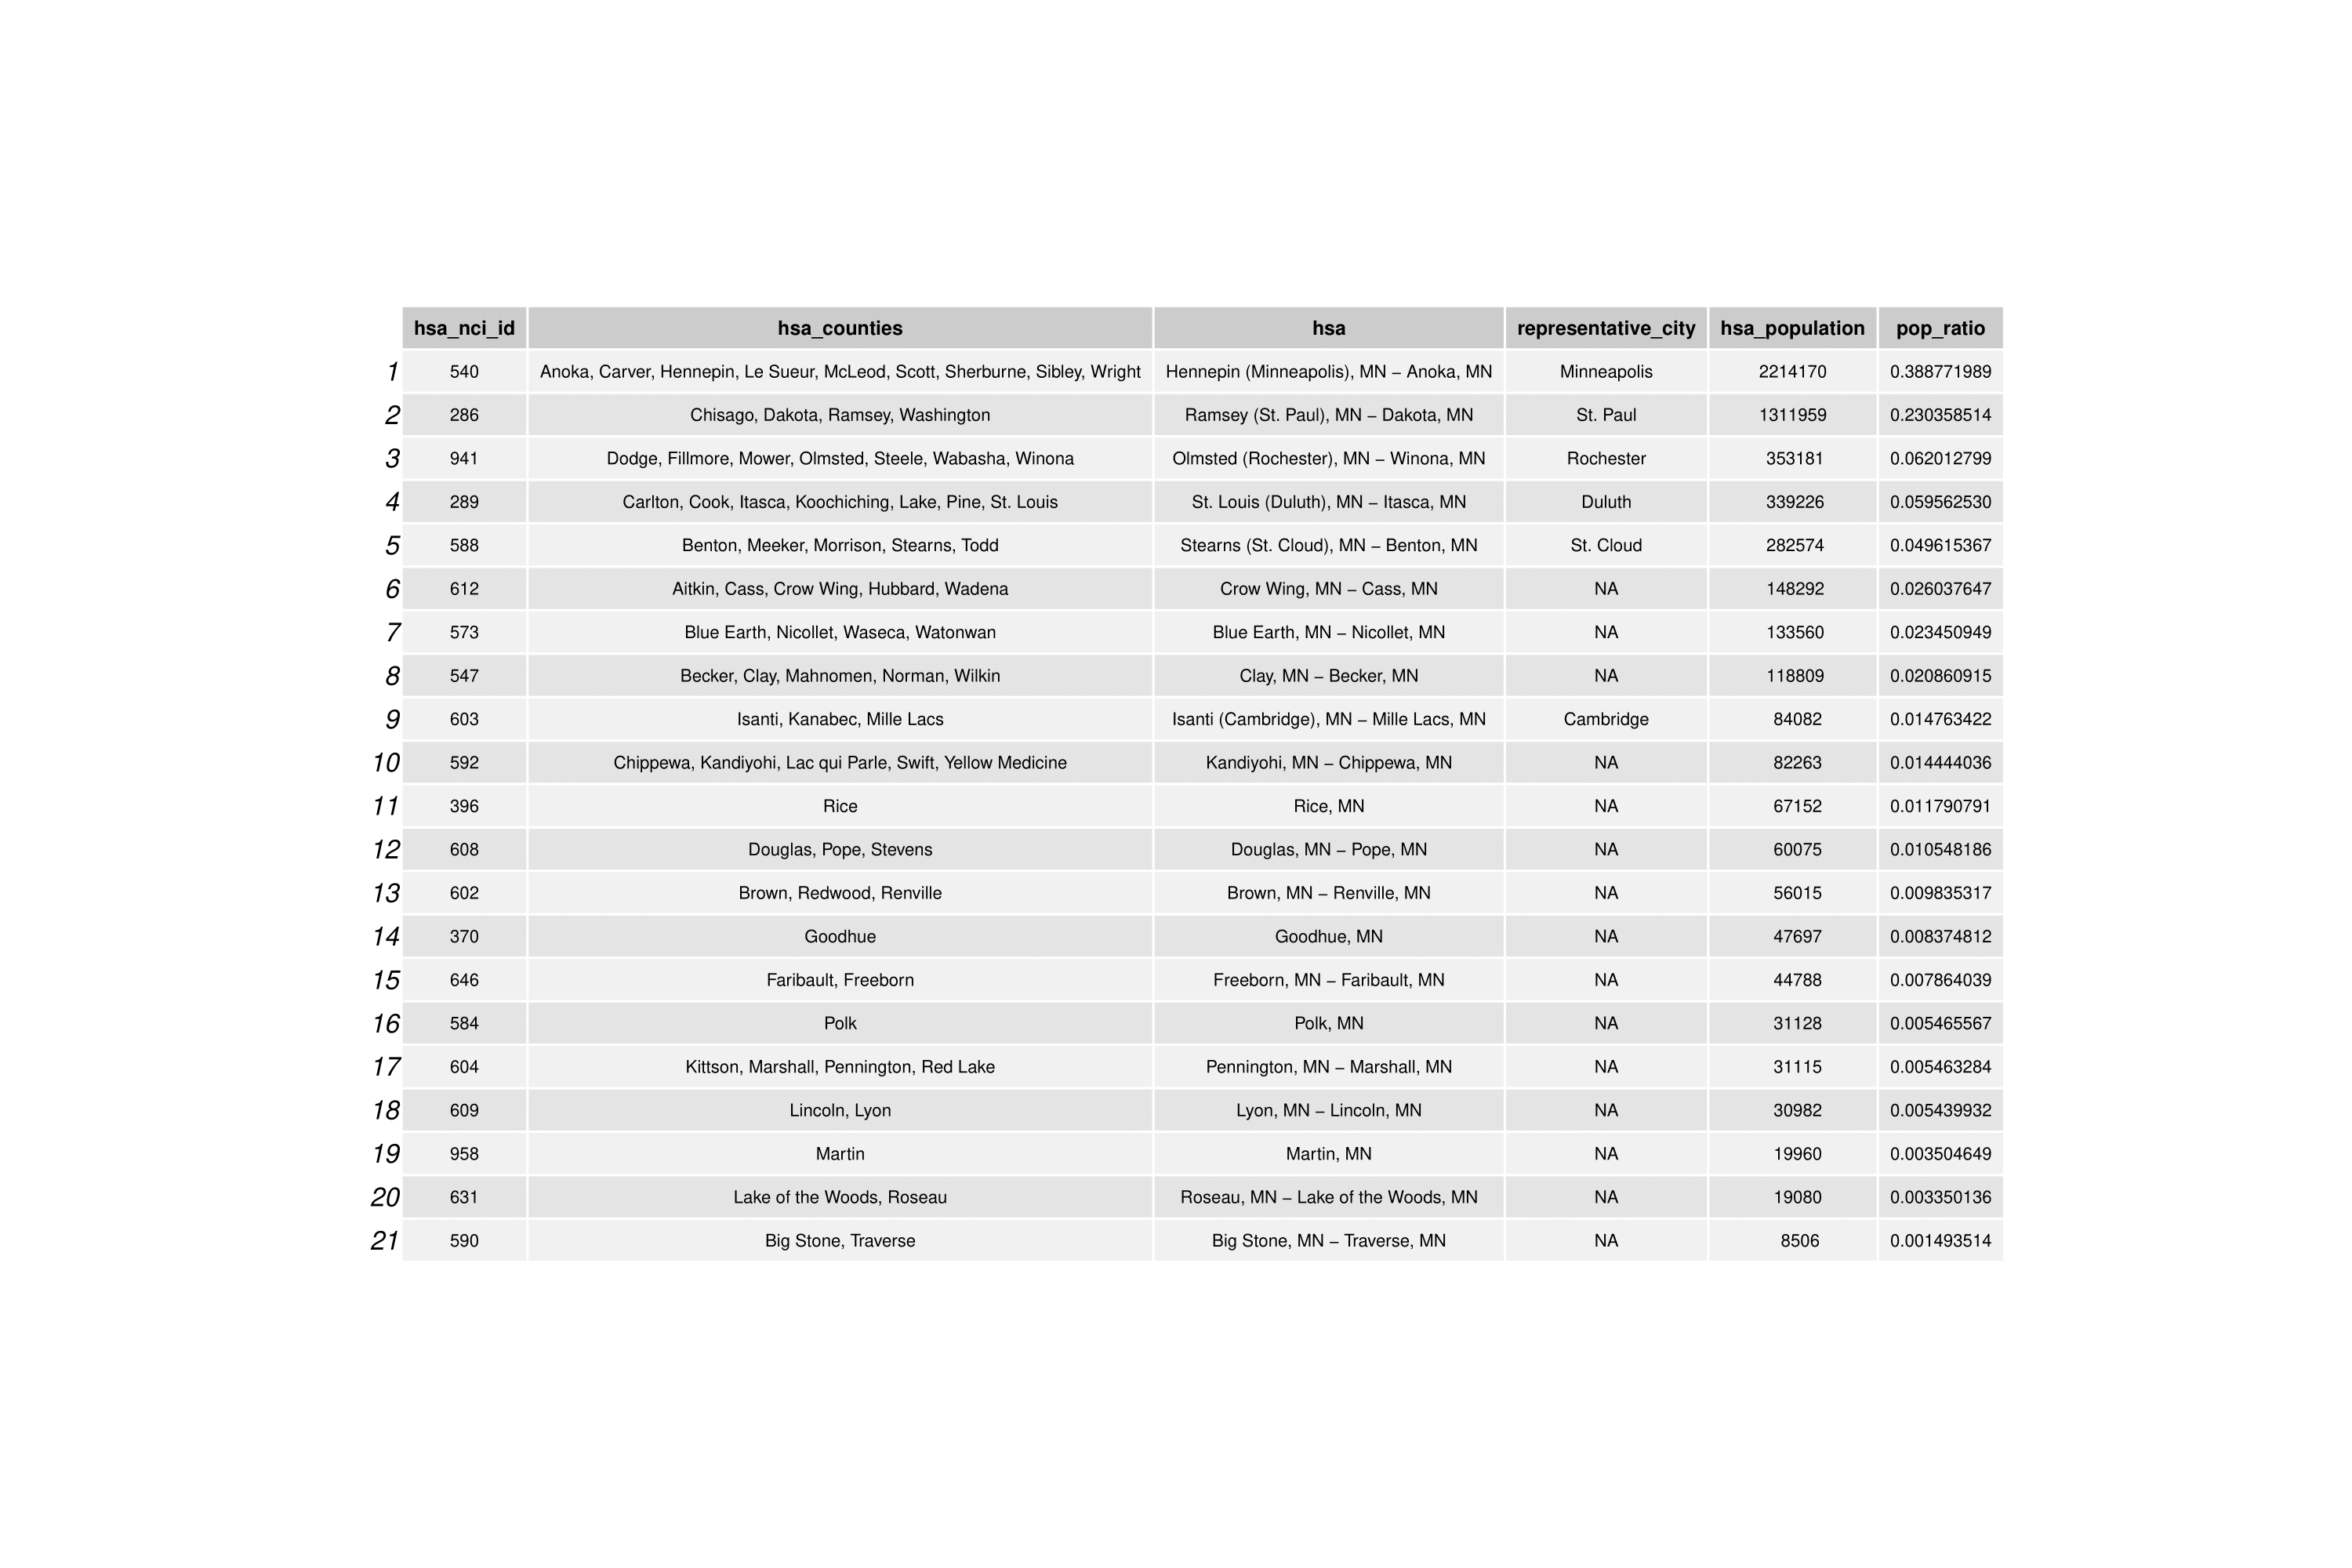 hsa_nci_id hsa_counties hsa representative_city hsa_population pop_ratio
1 540 Anoka, Carver, Hennepin, Le Sueur, McLeod, Scott, Sherburne, Sibley, Wright Hennepin (Minneapolis), MN − Anoka, MN Minneapolis 2214170 0.388771989
2 286 Chisago, Dakota, Ramsey, Washington Ramsey (St. Paul), MN − Dakota, MN St. Paul 1311959 0.230358514
3 941 Dodge, Fillmore, Mower, Olmsted, Steele, Wabasha, Winona Olmsted (Rochester), MN − Winona, MN Rochester 353181 0.062012799
4 289 Carlton, Cook, Itasca, Koochiching, Lake, Pine, St. Louis St. Louis (Duluth), MN − Itasca, MN Duluth 339226 0.059562530
5 588 Benton, Meeker, Morrison, Stearns, Todd Stearns (St. Cloud), MN − Benton, MN St. Cloud 282574 0.049615367
6 612 Aitkin, Cass, Crow Wing, Hubbard, Wadena Crow Wing, MN − Cass, MN NA 148292 0.026037647
7 573 Blue Earth, Nicollet, Waseca, Watonwan Blue Earth, MN − Nicollet, MN NA 133560 0.023450949
8 547 Becker, Clay, Mahnomen, Norman, Wilkin Clay, MN − Becker, MN NA 118809 0.020860915
9 603 Isanti, Kanabec, Mille Lacs Isanti (Cambridge), MN − Mille Lacs, MN Cambridge 84082 0.014763422
10 592 Chippewa, Kandiyohi, Lac qui Parle, Swift, Yellow Medicine Kandiyohi, MN − Chippewa, MN NA 82263 0.014444036
11 396 Rice Rice, MN NA 67152 0.011790791
12 608 Douglas, Pope, Stevens Douglas, MN − Pope, MN NA 60075 0.010548186
13 602 Brown, Redwood, Renville Brown, MN − Renville, MN NA 56015 0.009835317
14 370 Goodhue Goodhue, MN NA 47697 0.008374812
15 646 Faribault, Freeborn Freeborn, MN − Faribault, MN NA 44788 0.007864039
16 584 Polk Polk, MN NA 31128 0.005465567
17 604 Kittson, Marshall, Pennington, Red Lake Pennington, MN − Marshall, MN NA 31115 0.005463284
18 609 Lincoln, Lyon Lyon, MN − Lincoln, MN NA 30982 0.005439932
19 958 Martin Martin, MN NA 19960 0.003504649
20 631 Lake of the Woods, Roseau Roseau, MN − Lake of the Woods, MN NA 19080 0.003350136
21 590 Big Stone, Traverse Big Stone, MN − Traverse, MN NA 8506 0.001493514